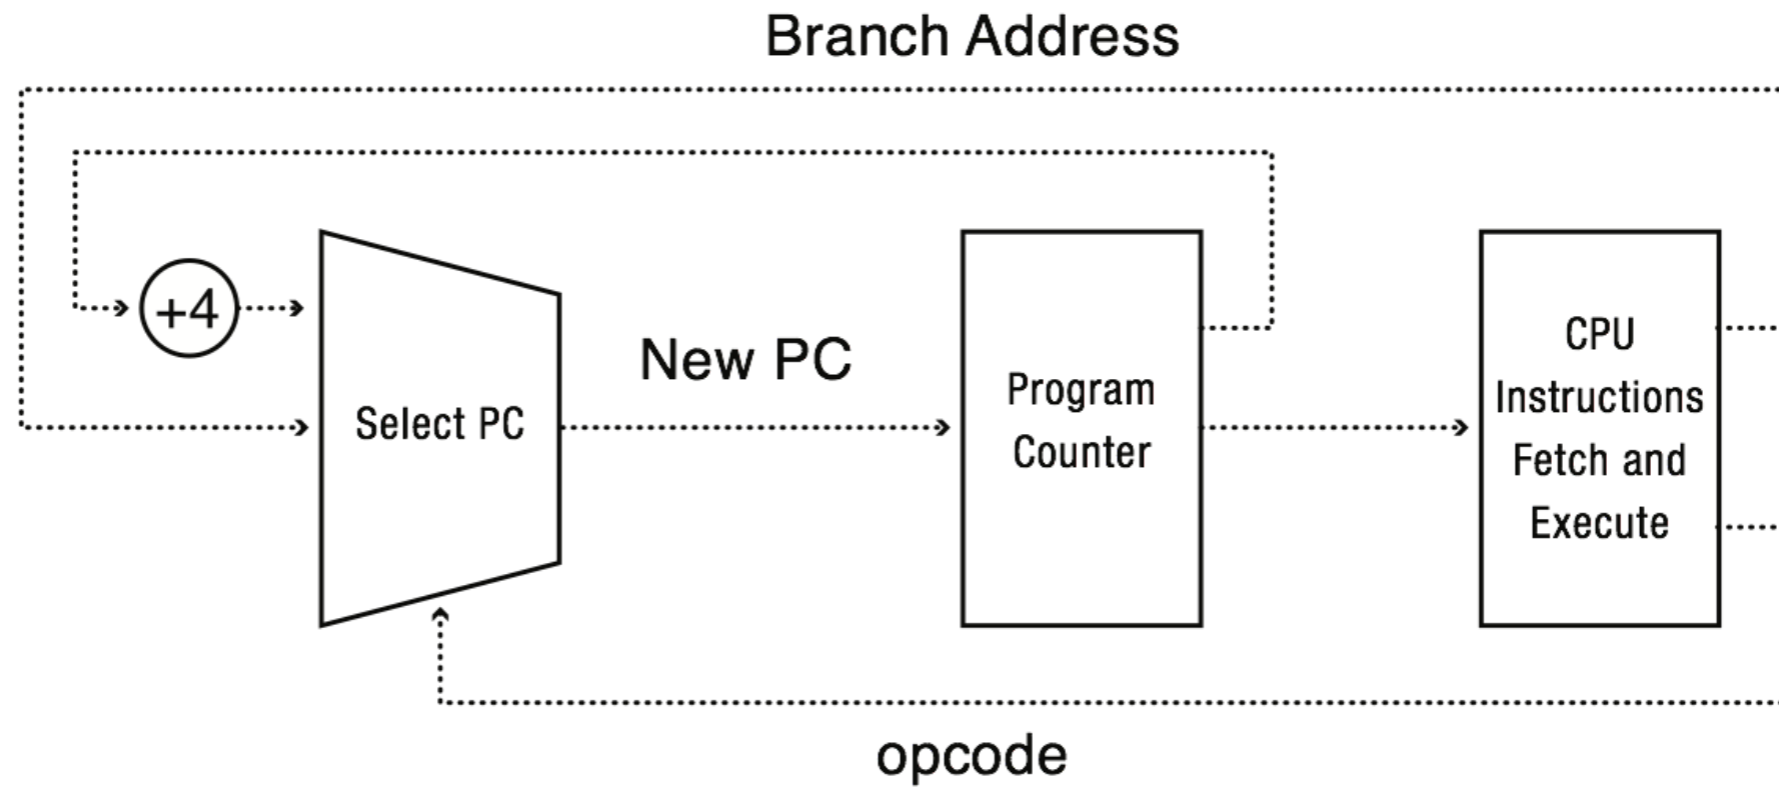 Branch Address
+4
Select PC
New PC
Program
Counter
CPU
Instructions
Fetch and
Execute
opcode